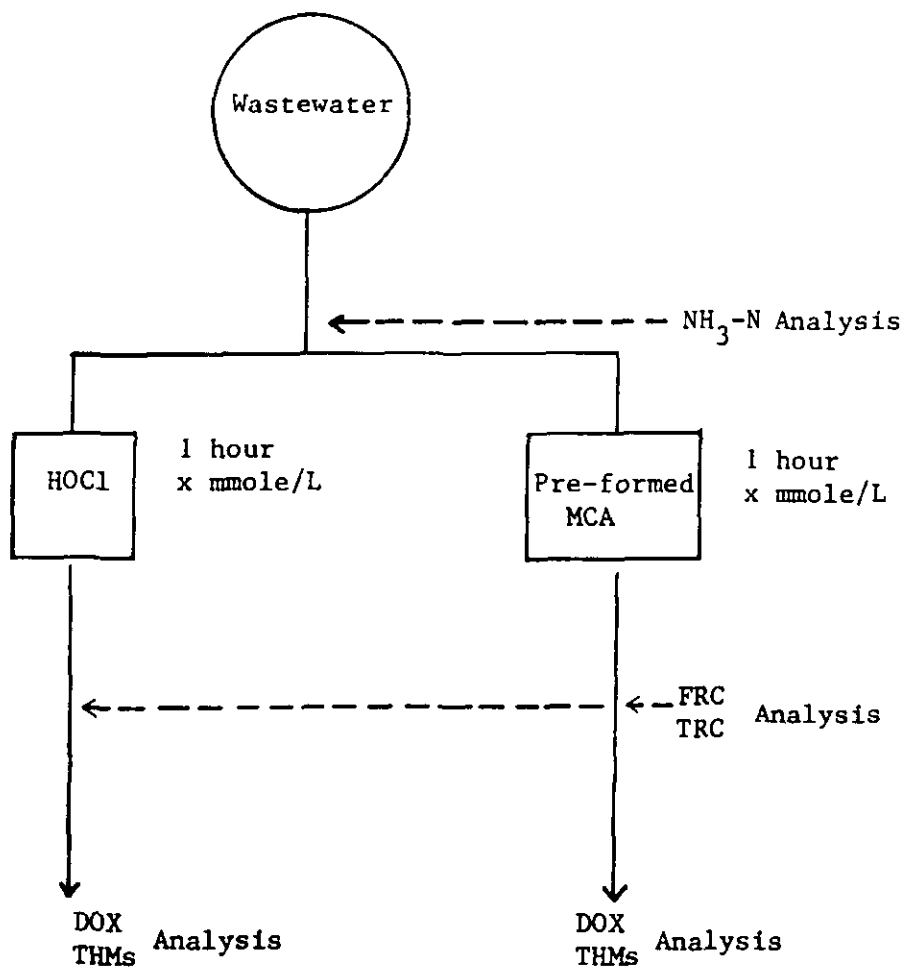 Wastewater
NH3-N Analysis
HOCl
1 hour
x mmole/L
Pre-formed
MCA
1 hour
x mmole/L
FRC
TRC
Analysis
DOX
THMs
Analysis
DOX
THMs
Analysis